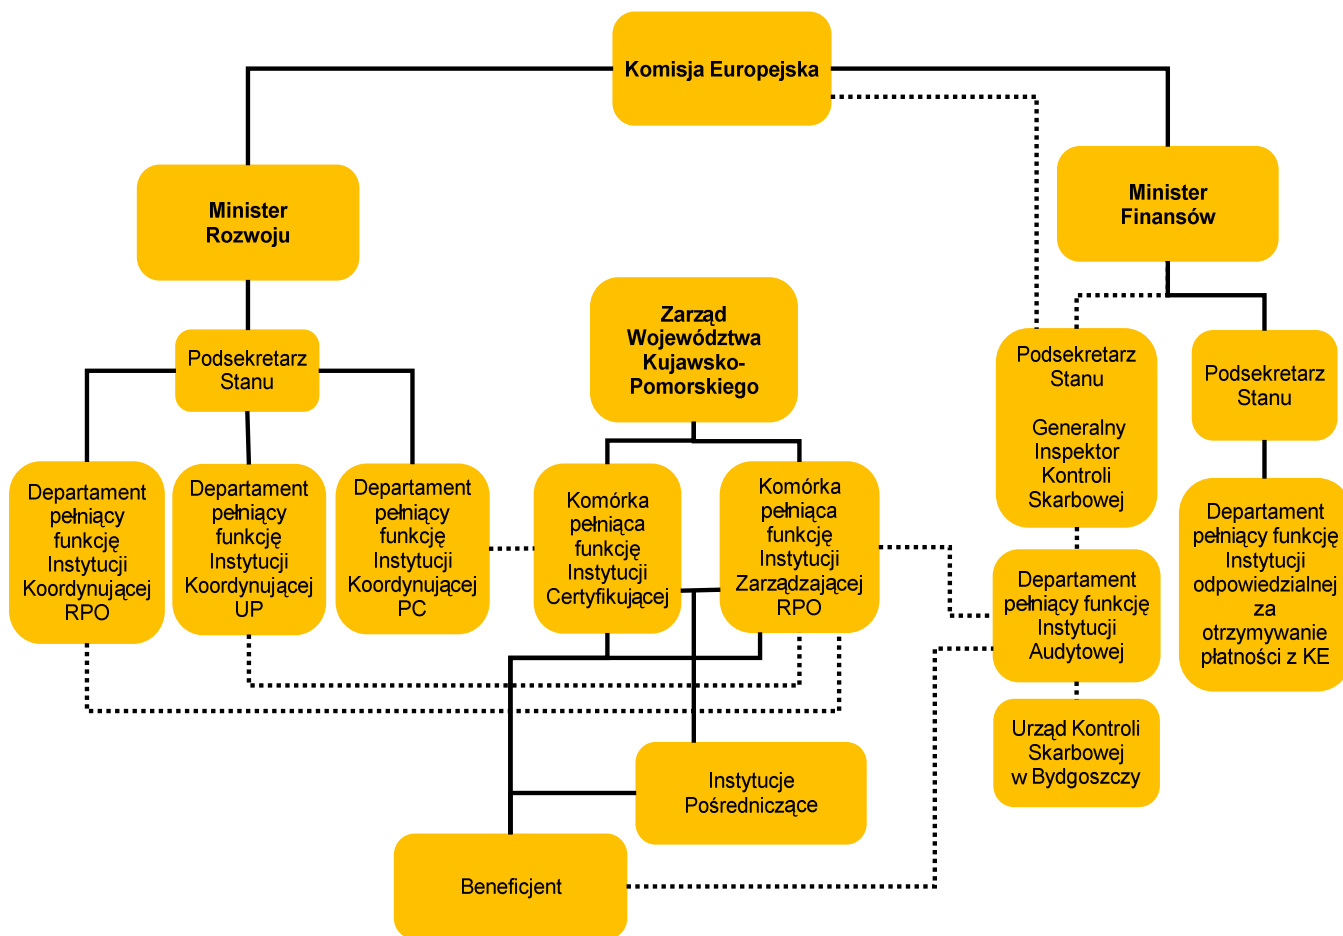 Komisja Europejska
Minister
Rozwoju
Minister
Finansów
Zarząd
Województwa
Kujawsko-
Pomorskiego
Podsekretarz
Stanu
Podsekretarz
Stanu
Generalny
Inspektor
Kontroli
Skarbowej
Podsekretarz
Stanu
Departament
pełniący
funkcję
Instytucji
Koordynującej
RPO
Departament
pełniący
funkcję
Instytucji
Koordynującej
UP
Departament
pełniący
funkcję
Instytucji
Koordynującej
PC
Komórka
pełniąca
funkcję
Instytucji
Certyfikującej
Komórka
pełniąca
funkcję
Instytucji
Zarządzającej
RPO
Departament
pełniący funkcję
Instytucji
Audytowej
Departament
pełniący funkcję
Instytucji
odpowiedzialnej
za
otrzymywanie
płatności z KE
Urząd Kontroli
Skarbowej
w Bydgoszczy
Instytucje
Pośredniczące
Beneficjent